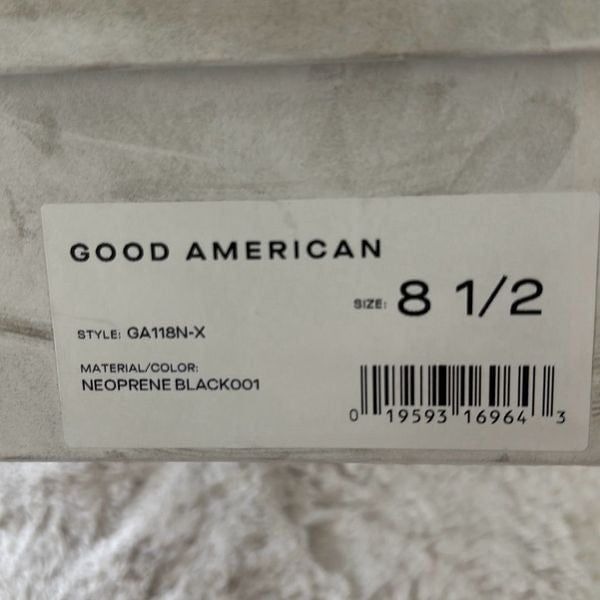 GOOD AMERICAN
SIZE: 8 1/2
STYLE: GA118N-X
MATERIAL/COLOR:
NEOPRENE BLACK001
0 19593 16964 3